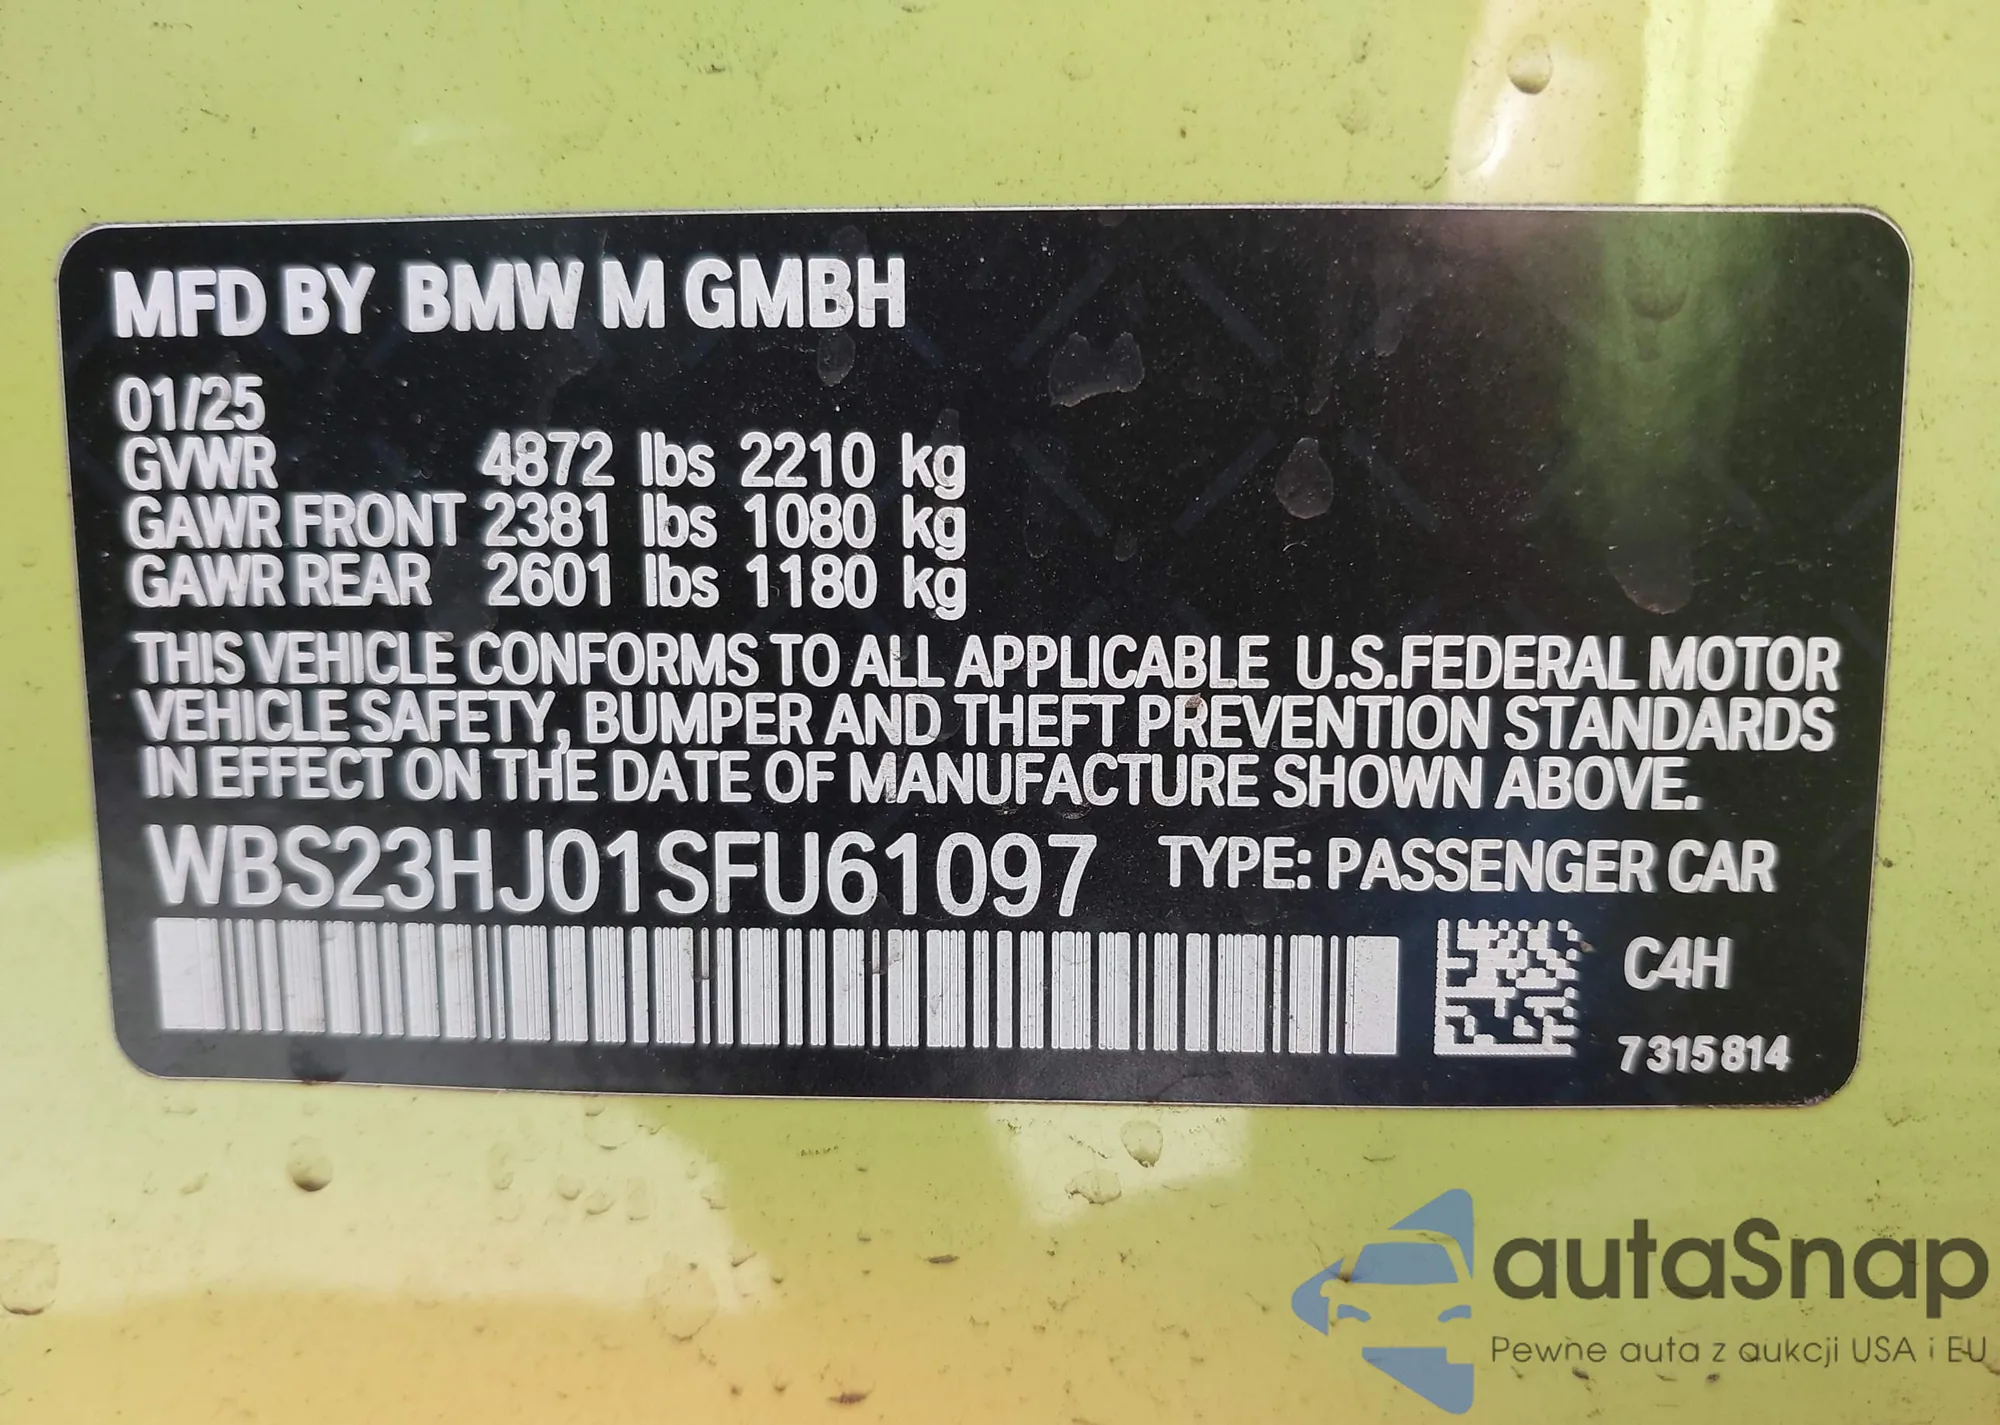 MFD BY BMW M GMBH
01/25
GVWR 4872 lbs 2210 kg
GAWR FRONT 2381 lbs 1080 kg
GAWR REAR 2601 lbs 1180 kg
THIS VEHICLE CONFORMS TO ALL APPLICABLE U.S.FEDERAL MOTOR
VEHICLE SAFETY, BUMPER AND THEFT PREVENTION STANDARDS
IN EFFECT ON THE DATE OF MANUFACTURE SHOWN ABOVE.
WBS23HJ01SFU61097 TYPE: PASSENGER CAR
C4H
7315814
autaSnap
Pewne auta z aukcji USA i EU